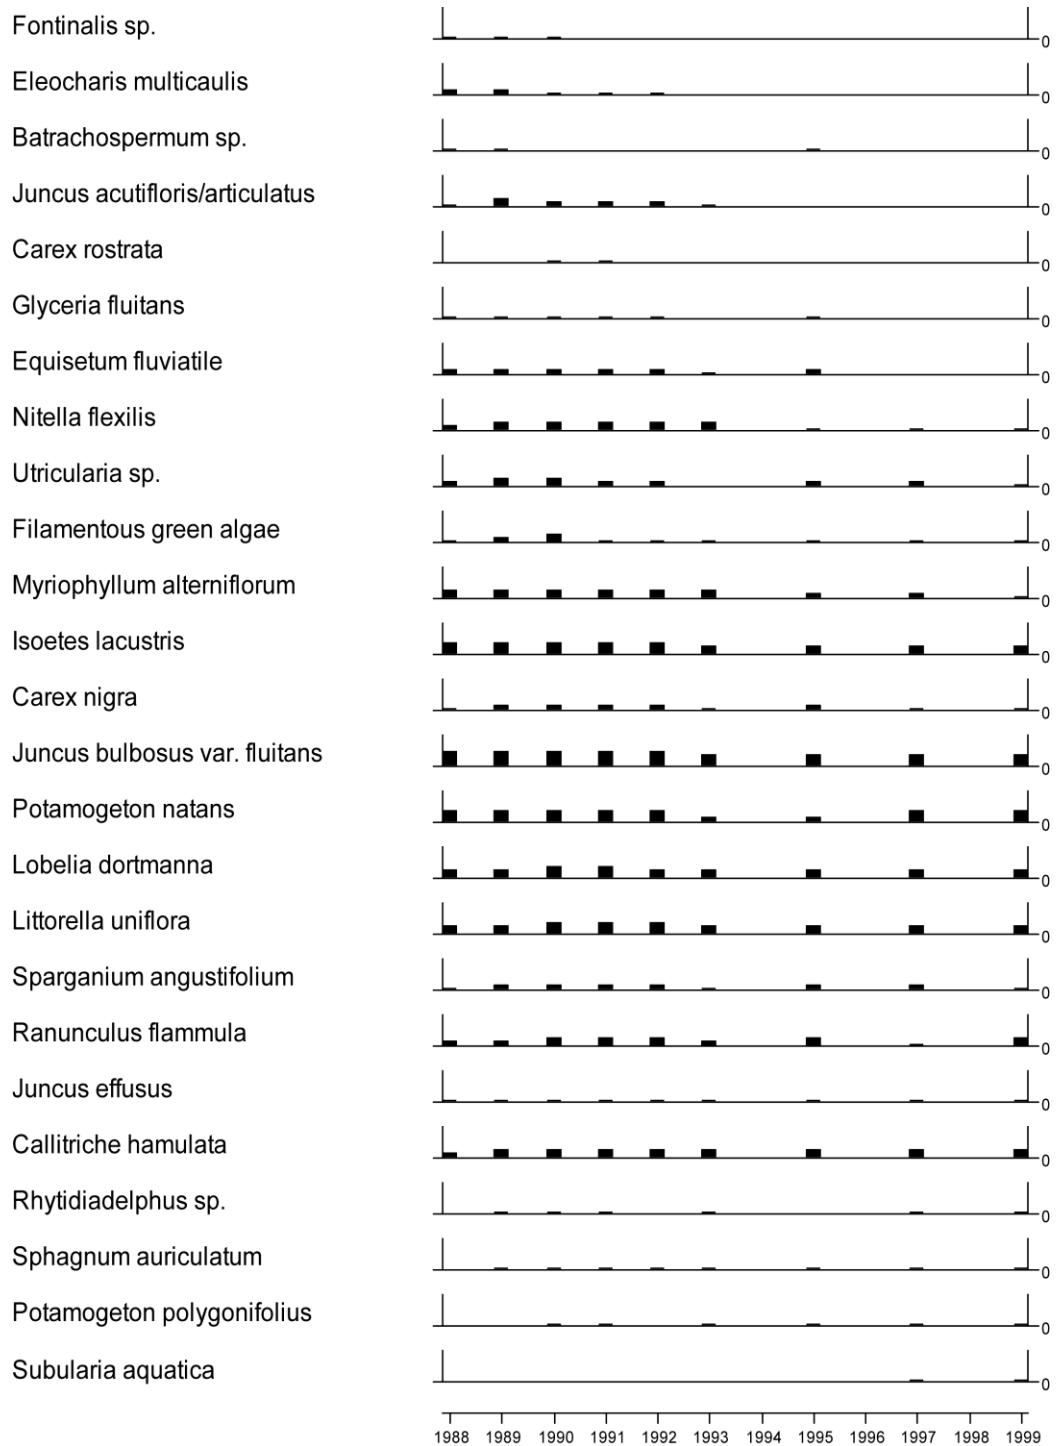 Fontinalis sp. 0
Eleocharis multicaulis 0
Batrachospermum sp. 0
Juncus acutifloris/articulatus 0
Carex rostrata 0
Glyceria fluitans 0
Equisetum fluviatile 0
Nitella flexilis 0
Utricularia sp. 0
Filamentous green algae 0
Myriophyllum alterniflorum 0
Isoetes lacustris 0
Carex nigra 0
Juncus bulbosus var. fluitans 0
Potamogeton natans 0
Lobelia dortmanna 0
Littorella uniflora 0
Sparganium angustifolium 0
Ranunculus flammula 0
Juncus effusus 0
Callitriche hamulata 0
Rhytidiadelphus sp. 0
Sphagnum auriculatum 0
Potamogeton polygonifolius 0
Subularia aquatica 0
1988 1989 1990 1991 1992 1993 1994 1995 1996 1997 1998 1999